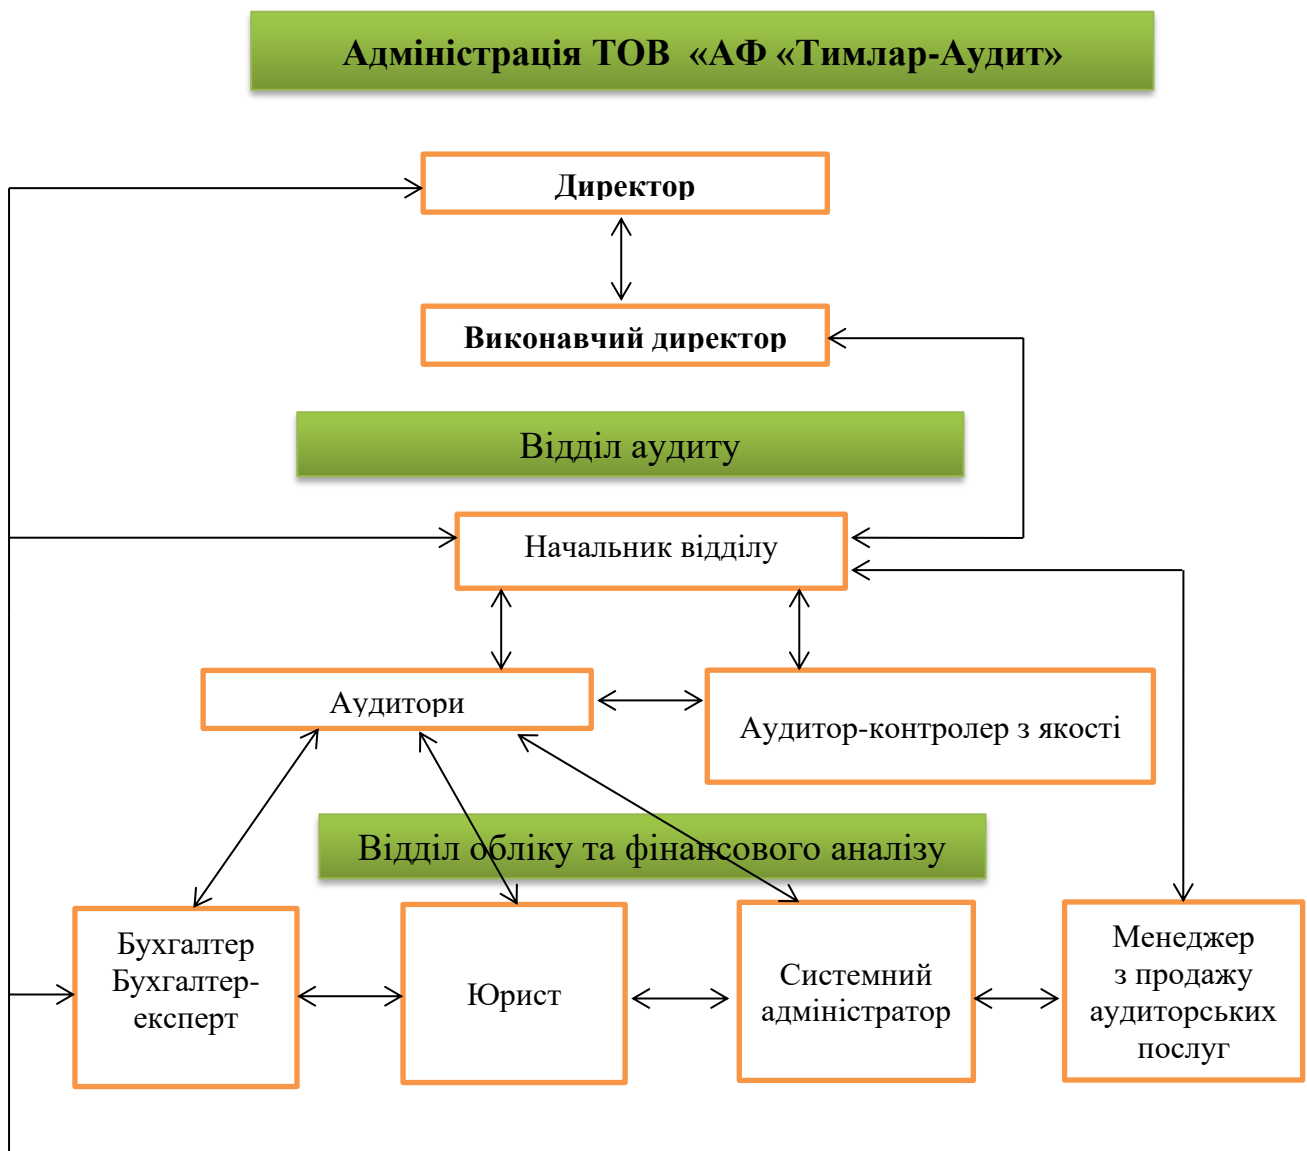 Адміністрація ТОВ «АФ «Тимлар-Аудит»
Директор
Виконавчий директор
Відділ аудиту
Начальник відділу
Аудитори
Аудитор-контролер з якості
Відділ обліку та фінансового аналізу
Бухгалтер
Бухгалтер-
експерт
Юрист
Системний
адміністратор
Менеджер
з продажу
аудиторських
послуг